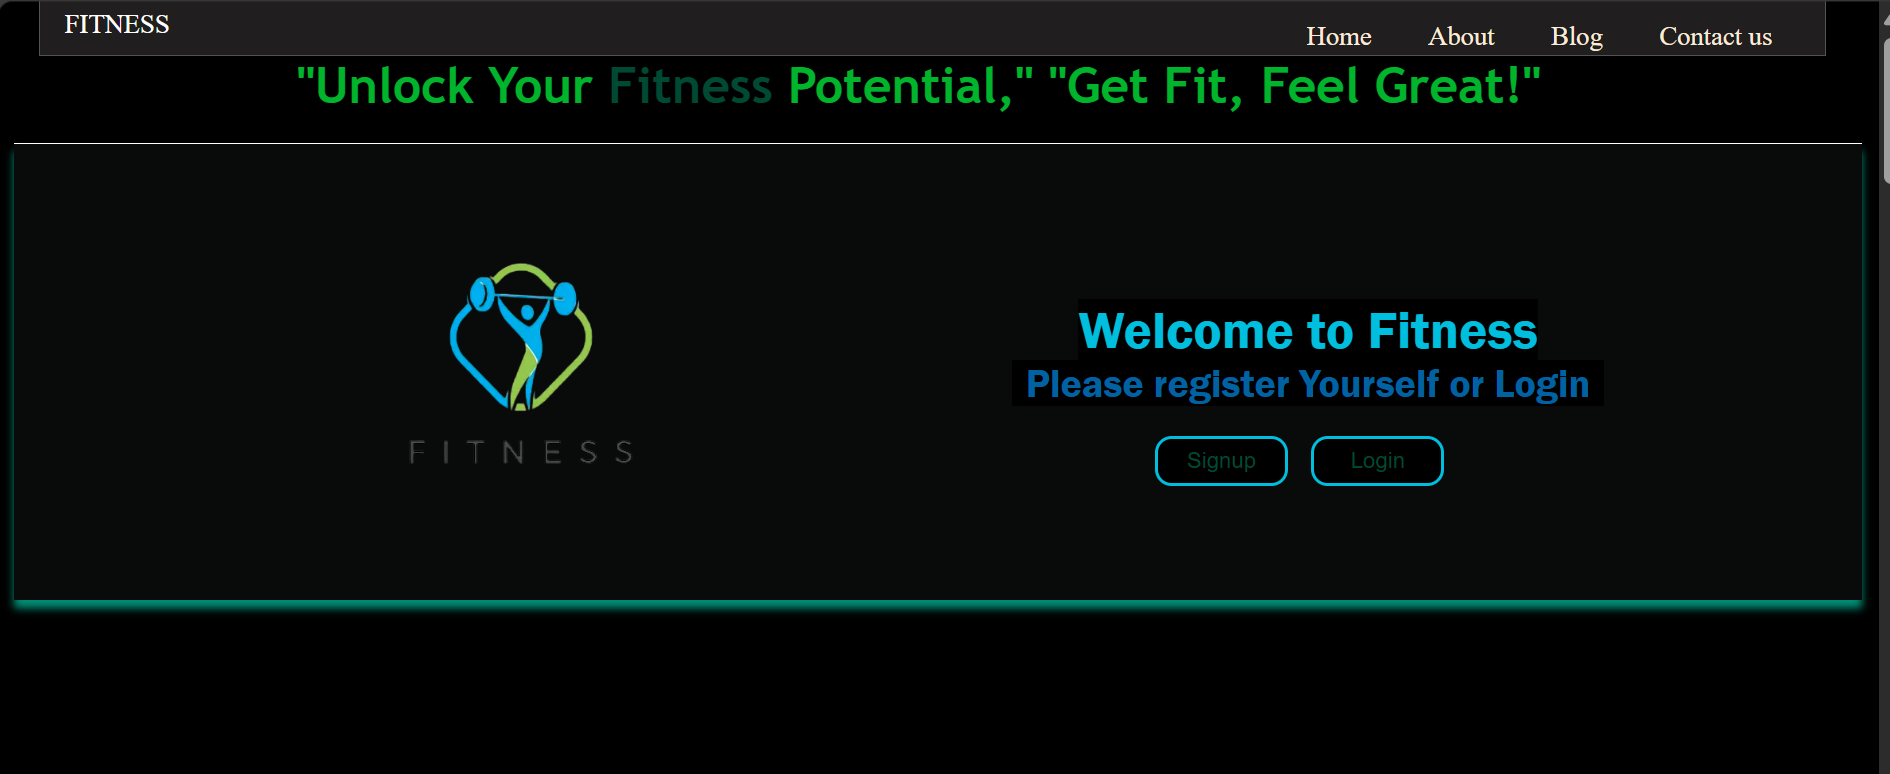 FITNESS
Home About Blog Contact us
"Unlock Your Fitness Potential," "Get Fit, Feel Great!"
FITNESS
Welcome to Fitness
Please register Yourself or Login
Signup Login